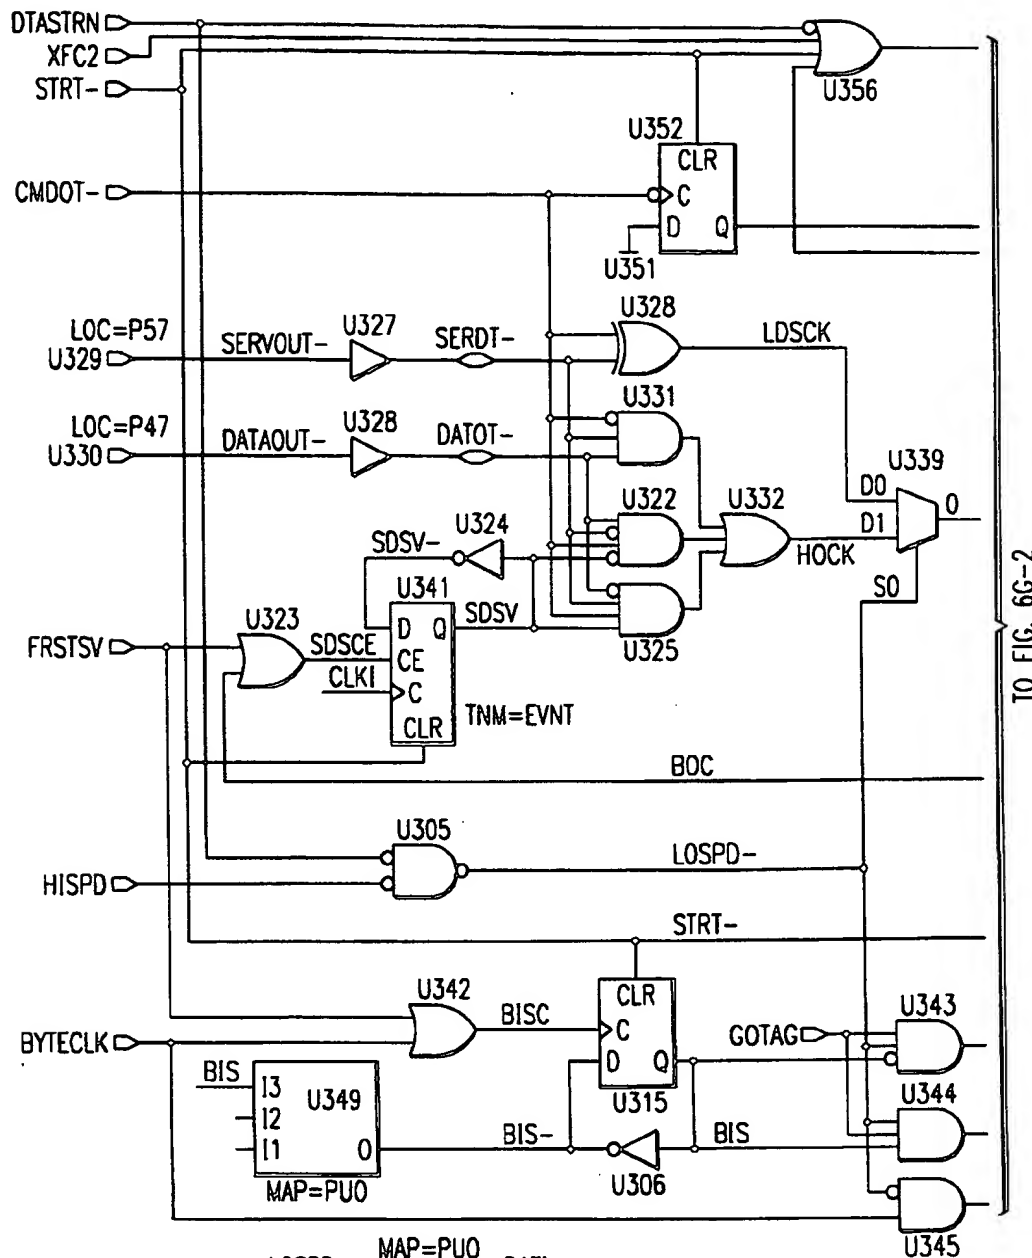 DTASTRN
XFC2
STRT-
U356
U352
CLR
CMDOT-
C
D Q
U351
LOC=P57
U329
SERVOUT-
U327
SERDT-
U328
LDSCK
U331
LOC=P47
U330
DATAOUT-
U328
DATOT-
U339
D0
D1
O
S0
U324
U322
U332
HOCK
SDSV-
U341
D Q
SDSV
CE
C
CLR
TNM=EVNT
U325
FRSTSV
U323
SDSCE
CLKI
BOC
TO FIG. 6G-2
U305
HISPD
LOSPD-
STRT-
U342
BISC
CLR
C
D Q
U315
GOTAG
U343
BYTECLK
BIS
I3
I2
I1
U349
O
MAP=PUO
BIS-
U306
BIS
U344
U345
MAP=PUO